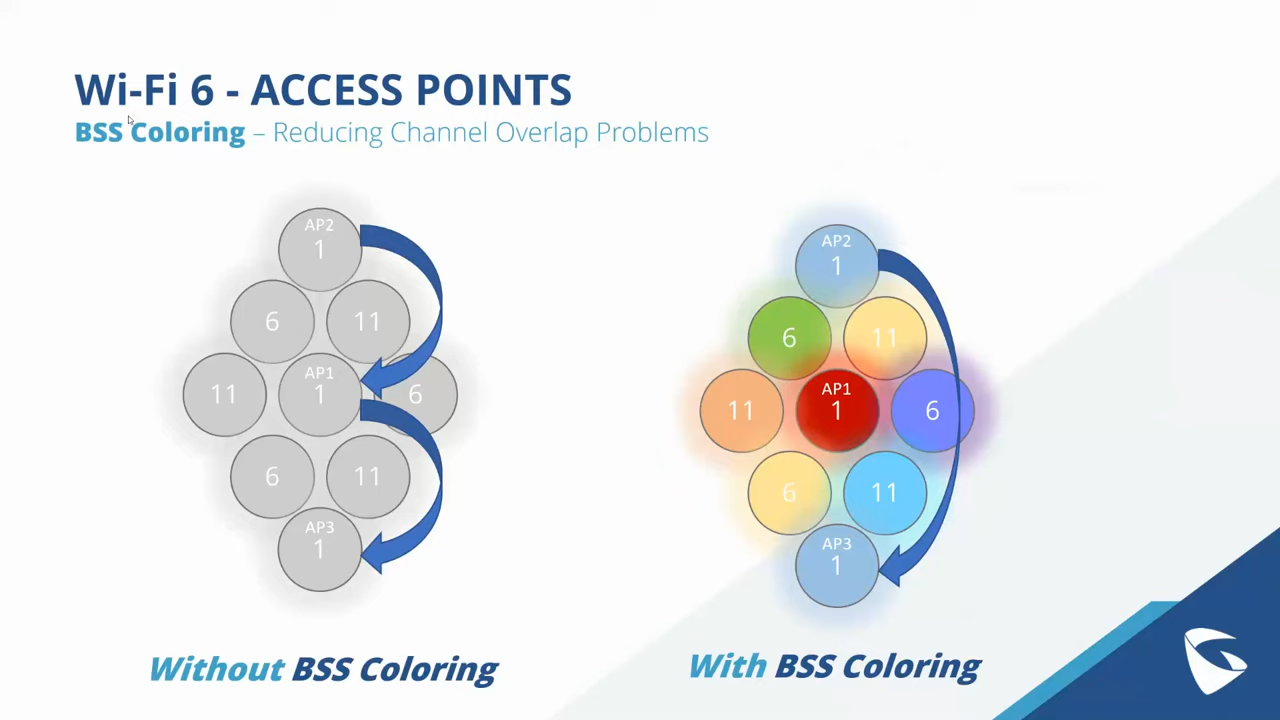 Wi-Fi 6 - ACCESS POINTS
BSS Coloring – Reducing Channel Overlap Problems
AP2
1
6
11
11
AP1
1
6
6
11
AP3
1
Without BSS Coloring
AP2
1
6
11
11
AP1
1
6
6
11
AP3
1
With BSS Coloring